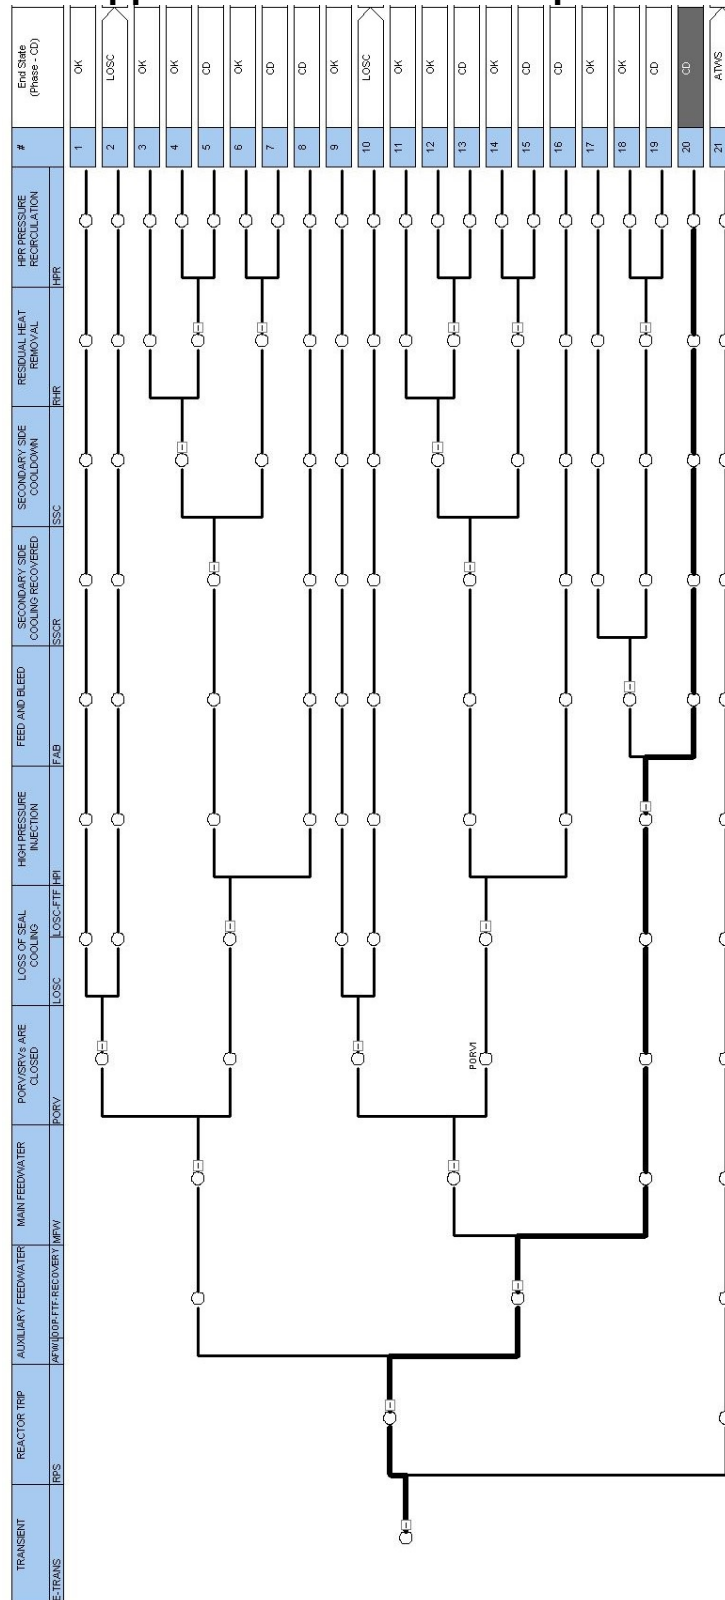 TRANSIENT
E-TRANS
REACTOR TRIP
RPS
AUXILIARY FEEDWATER
AFW
LOOP-FTF-RECOVERY
MAIN FEEDWATER
MFW
PORV/SRVs ARE
CLOSED
PORV
LOSS OF SEAL
COOLING
LOSC
LOSC-FTF
HIGH PRESSURE
INJECTION
HPI
FEED AND BLEED
FAB
SECONDARY SIDE
COOLING RECOVERED
SSCR
SECONDARY SIDE
COOLDOWN
SSC
RESIDUAL HEAT
REMOVAL
RHR
HPR PRESSURE
RECIRCULATION
HPR
#
End State
(Phase - CD)
1 OK
2 LOSC
3 OK
4 OK
5 CD
6 OK
7 CD
8 CD
9 OK
10 LOSC
11 OK
12 OK
13 CD
14 OK
15 CD
16 CD
17 OK
18 OK
19 CD
20 CD
21 ATWS
PORV1